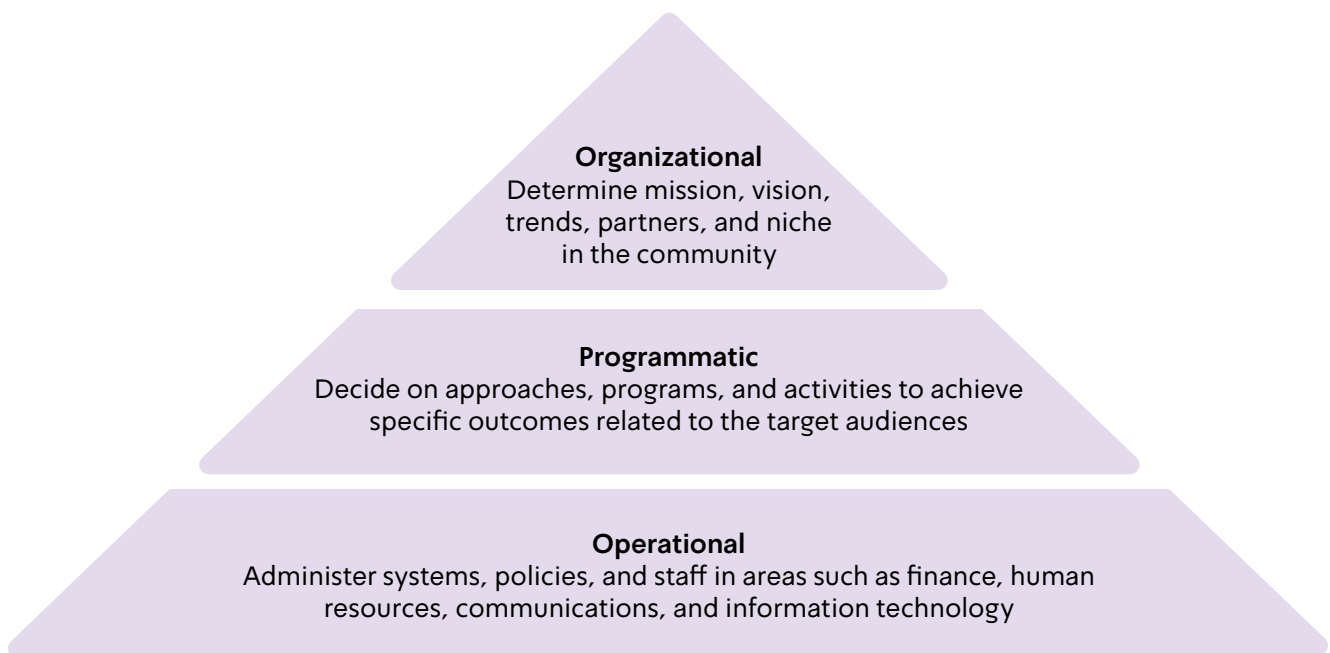 Organizational
Determine mission, vision,
trends, partners, and niche
in the community
Programmatic
Decide on approaches, programs, and activities to achieve
specific outcomes related to the target audiences
Operational
Administer systems, policies, and staff in areas such as finance, human
resources, communications, and information technology